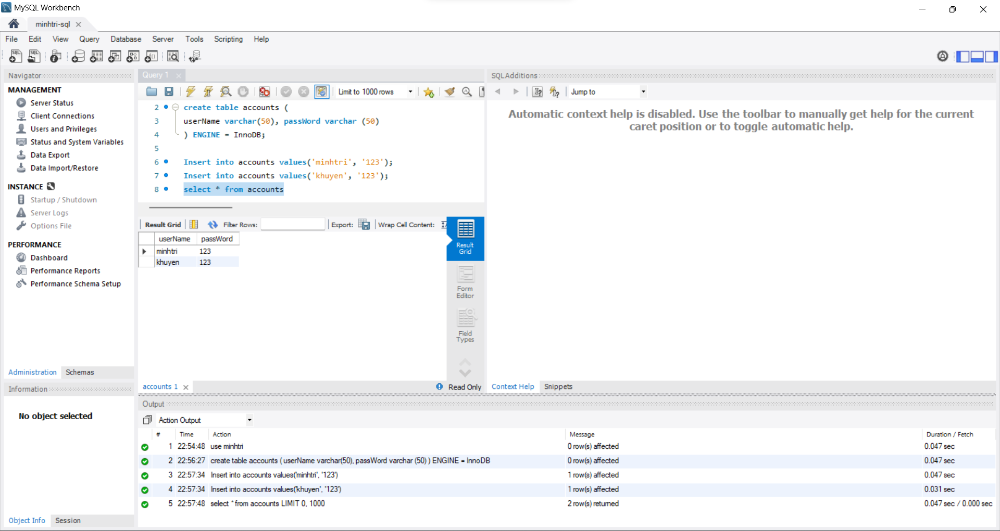 MySQL Workbench
minhtri-sql
File Edit View Query Database Server Tools Scripting Help
Navigator
MANAGEMENT
Server Status
Client Connections
Users and Privileges
Status and System Variables
Data Export
Data Import/Restore
INSTANCE
Startup / Shutdown
Server Logs
Options File
PERFORMANCE
Dashboard
Performance Reports
Performance Schema Setup
Administration Schemas
Information
No object selected
Object Info Session
Query 1
Limit to 1000 rows
2 create table accounts (
3 userName varchar(50), passWord varchar (50)
4 ) ENGINE = InnoDB;
5
6 Insert into accounts values('minhtri', '123');
7 Insert into accounts values('khuyen', '123');
8 select * from accounts
Result Grid Filter Rows: Export: Wrap Cell Content:
userName passWord
minhtri 123
khuyen 123
Result
Grid
Form
Editor
Field
Types
accounts 1 Read Only
SQLAdditions
Jump to
Automatic context help is disabled. Use the toolbar to manually get help for the current
caret position or to toggle automatic help.
Context Help Snippets
Output
Action Output
# Time Action Message Duration / Fetch
1 22:54:48 use minhtri 0 row(s) affected 0.047 sec
2 22:56:27 create table accounts ( userName varchar(50), passWord varchar (50) ) ENGINE = InnoDB 0 row(s) affected 0.047 sec
3 22:57:34 Insert into accounts values('minhtri', '123') 1 row(s) affected 0.047 sec
4 22:57:34 Insert into accounts values('khuyen', '123') 1 row(s) affected 0.031 sec
5 22:57:48 select * from accounts LIMIT 0, 1000 2 row(s) returned 0.047 sec / 0.000 sec